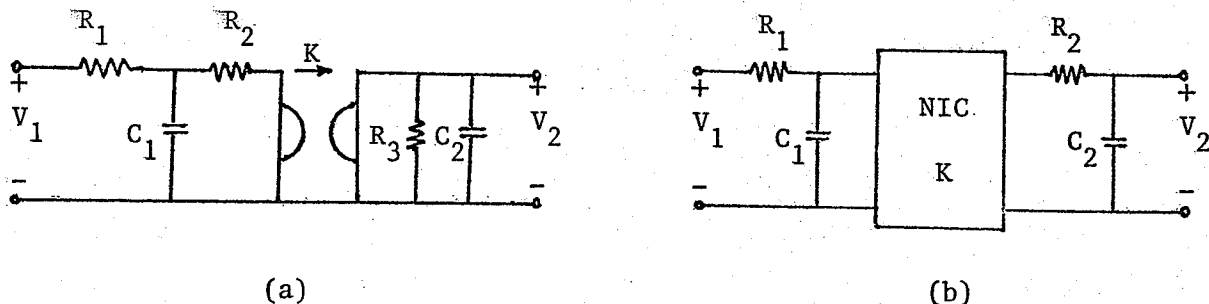 R1 R2 K
+ V1 - C1 R3 C2 + V2 -
(a)
R1 R2
+ V1 - C1 NIC K C2 + V2 -
(b)